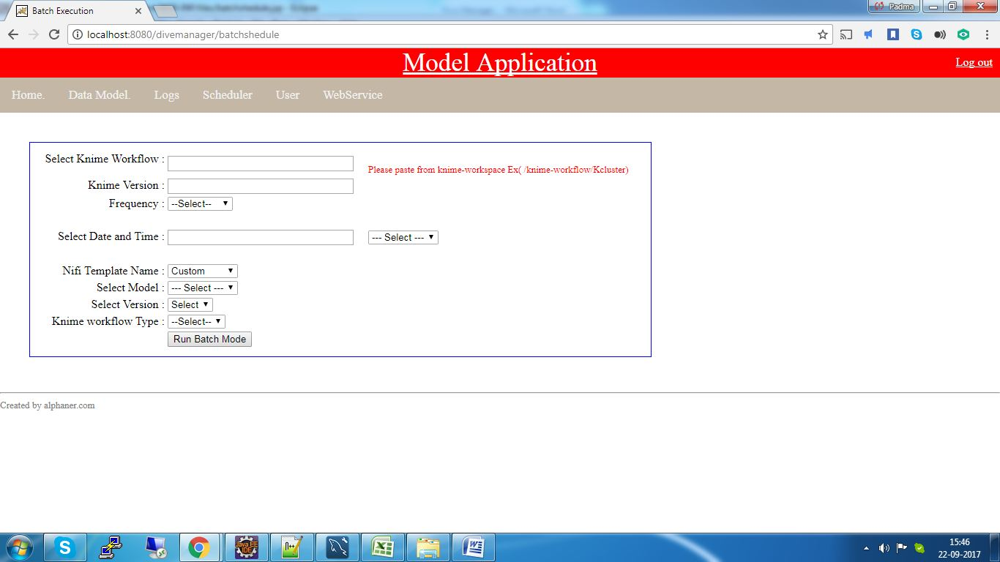 Batch Execution
Padma
localhost:8080/divemanager/batchshedule
Model Application
Log out
Home. Data Model. Logs Scheduler User WebService
Select Knime Workflow :
Please paste from knime-workspace Ex( /knime-workflow/Kcluster)
Knime Version :
Frequency : --Select--
Select Date and Time : --- Select ---
Nifi Template Name : Custom
Select Model : --- Select ---
Select Version : Select
Knime workflow Type : --Select--
Run Batch Mode
Created by alphaner.com
Java EE
IDE
15:46
22-09-2017